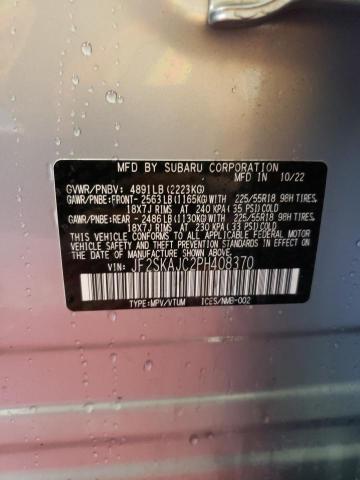 MFD. BY SUBARU CORPORATION
MFD IN 10/22
GVWR/PNBV: 4891LB(2223KG)
GAWR/PNBE:FRONT- 2563LB(1165KG)WITH 225/55R18 98H TIRES,
18X7J RIMS AT 240 KPA(35 PSI)COLD
GAWR/PNBE:REAR - 2486LB(1130KG)WITH 225/55R18 98H TIRES,
18X7J RIMS AT 230 KPA(33 PSI)COLD
THIS VEHICLE CONFORMS TO ALL APPLICABLE
FEDERAL MOTOR VEHICLE SAFETY, BUMPER, AND
THEFT PREVENTION STANDARDS IN EFFECT ON THE
DATE OF MANUFACTURE SHOWN ABOVE.
VIN: JF2SKAJC2PH408370
TYPE:MPV/VTUM ICES/NMB-002